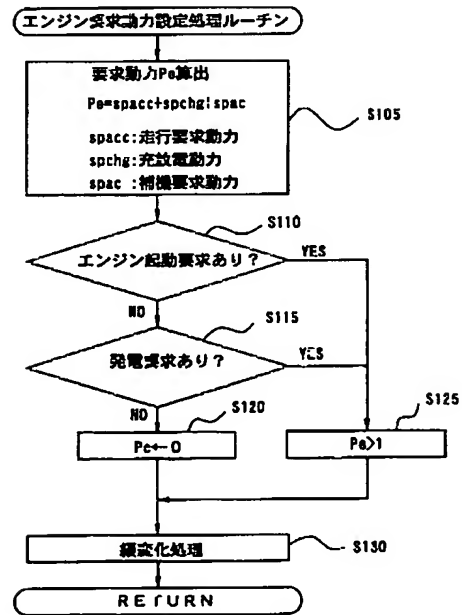 エンジン要求動力設定処理ルーチン
要求動力Pe算出
Pe=spacc+spchg+spac
spacc:走行要求動力
spchg:充放電動力
spac :補機要求動力
S105
S110
エンジン起動要求あり?
YES
NO
S115
発電要求あり?
YES
NO
S120
Pe←0
S125
Pe>1
緩変化処理
S130
RETURN